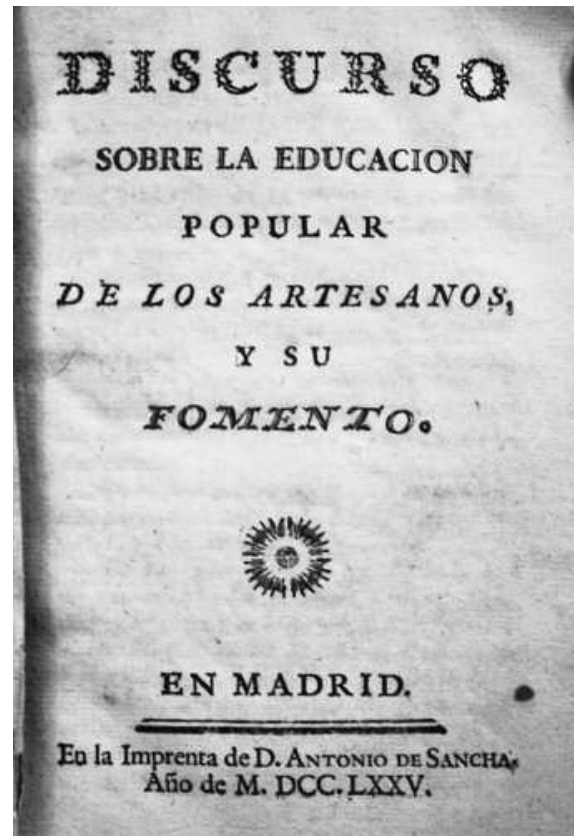 DISCURSO
SOBRE LA EDUCACION
POPULAR
DE LOS ARTESANOS,
Y SU
FOMENTO.
EN MADRID.
En la Imprenta de D. ANTONIO DE SANCHA.
Año de M. DCC. LXXV.